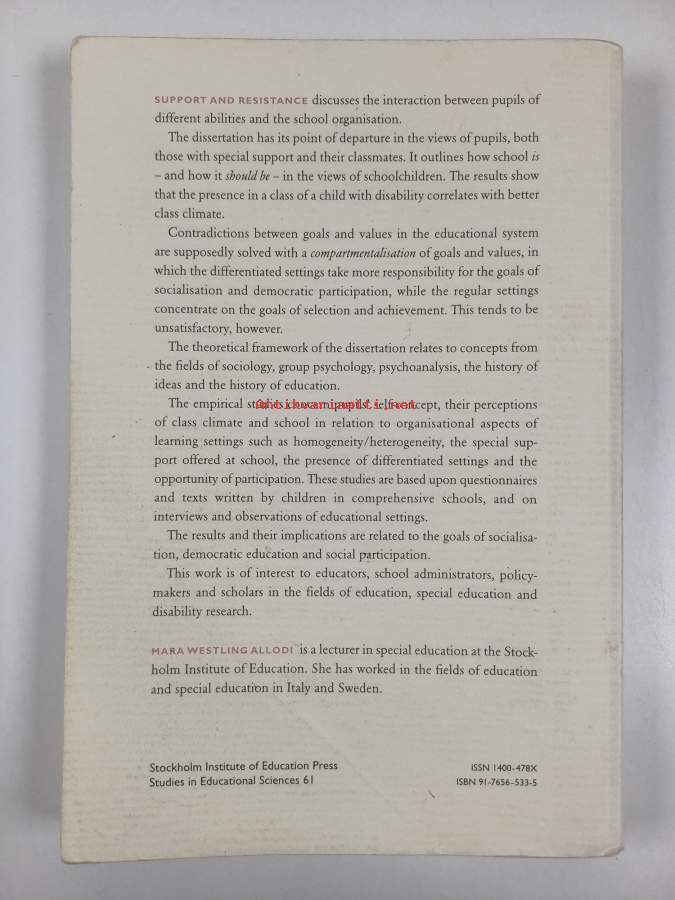 SUPPORT AND RESISTANCE discusses the interaction between pupils of
different abilities and the school organisation.
The dissertation has its point of departure in the views of pupils, both
those with special support and their classmates. It outlines how school is
– and how it should be – in the views of schoolchildren. The results show
that the presence in a class of a child with disability correlates with better
class climate.
Contradictions between goals and values in the educational system
are supposedly solved with a compartmentalisation of goals and values, in
which the differentiated settings take more responsibility for the goals of
socialisation and democratic participation, while the regular settings
concentrate on the goals of selection and achievement. This tends to be
unsatisfactory, however.
The theoretical framework of the dissertation relates to concepts from
the fields of sociology, group psychology, psychoanalysis, the history of
ideas and the history of education.
The empirical studies concern pupils' self-concept, their perceptions
of class climate and school in relation to organisational aspects of
learning settings such as homogeneity/heterogeneity, the special sup-
port offered at school, the presence of differentiated settings and the
opportunity of participation. These studies are based upon questionnaires
and texts written by children in comprehensive schools, and on
interviews and observations of educational settings.
The results and their implications are related to the goals of socialisa-
tion, democratic education and social participation.
This work is of interest to educators, school administrators, policy-
makers and scholars in the fields of education, special education and
disability research.
MARA WESTLING ALLODI is a lecturer in special education at the Stock-
holm Institute of Education. She has worked in the fields of education
and special education in Italy and Sweden.
Stockholm Institute of Education Press
Studies in Educational Sciences 61
ISSN 1400-478X
ISBN 91-7656-533-5